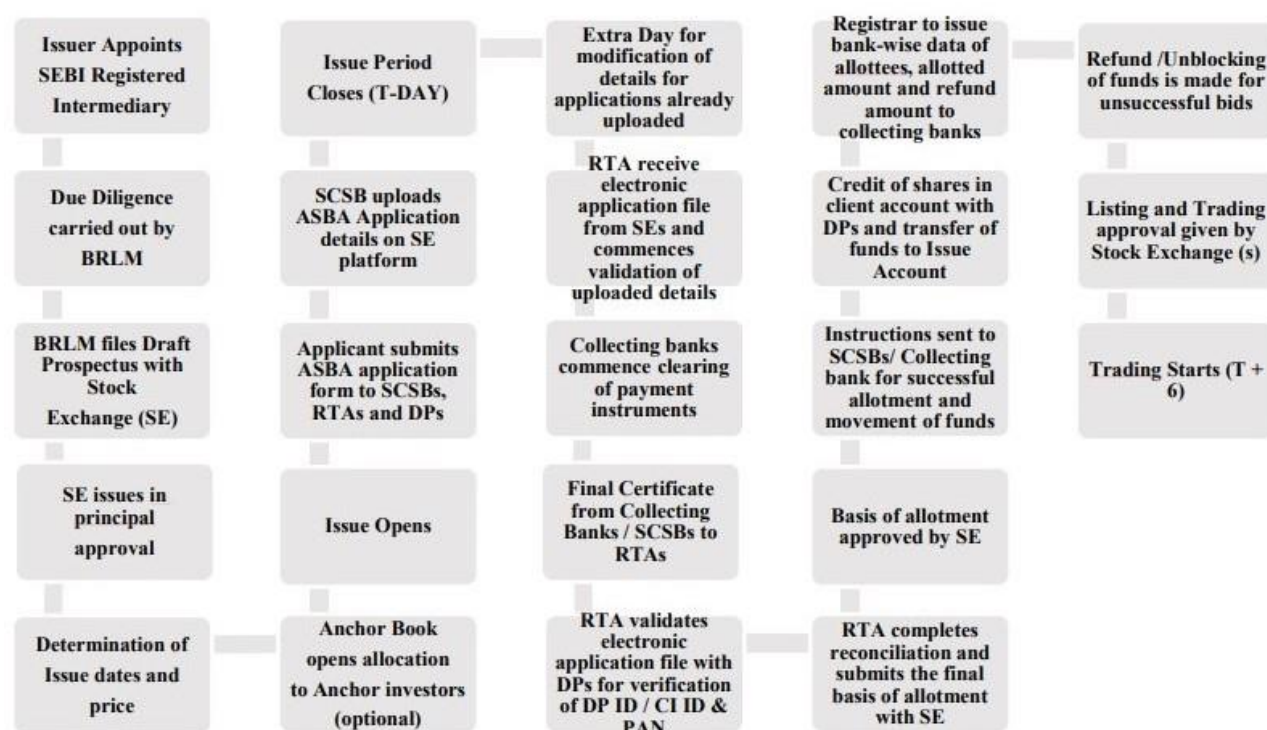 Issuer Appoints
SEBI Registered
Intermediary
Due Diligence
carried out by
BRLM
BRLM files Draft
Prospectus with
Stock
Exchange (SE)
SE issues in
principal
approval
Determination of
Issue dates and
price
Anchor Book
opens allocation
to Anchor investors
(optional)
Issue Opens
Applicant submits
ASBA application
form to SCSBs,
RTAs and DPs
SCSB uploads
ASBA Application
details on SE
platform
Issue Period
Closes (T-DAY)
Extra Day for
modification of
details for
applications already
uploaded
RTA receive
electronic
application file
from SEs and
commences
validation of
uploaded details
Collecting banks
commence clearing
of payment
instruments
Final Certificate
from Collecting
Banks / SCSBs to
RTAs
RTA validates
electronic
application file with
DPs for verification
of DP ID / CI ID &
PAN
RTA completes
reconciliation and
submits the final
basis of allotment
with SE
Basis of allotment
approved by SE
Instructions sent to
SCSBs/ Collecting
bank for successful
allotment and
movement of funds
Credit of shares in
client account with
DPs and transfer of
funds to Issue
Account
Registrar to issue
bank-wise data of
allottees, allotted
amount and refund
amount to
collecting banks
Refund /Unblocking
of funds is made for
unsuccessful bids
Listing and Trading
approval given by
Stock Exchange (s)
Trading Starts (T +
6)